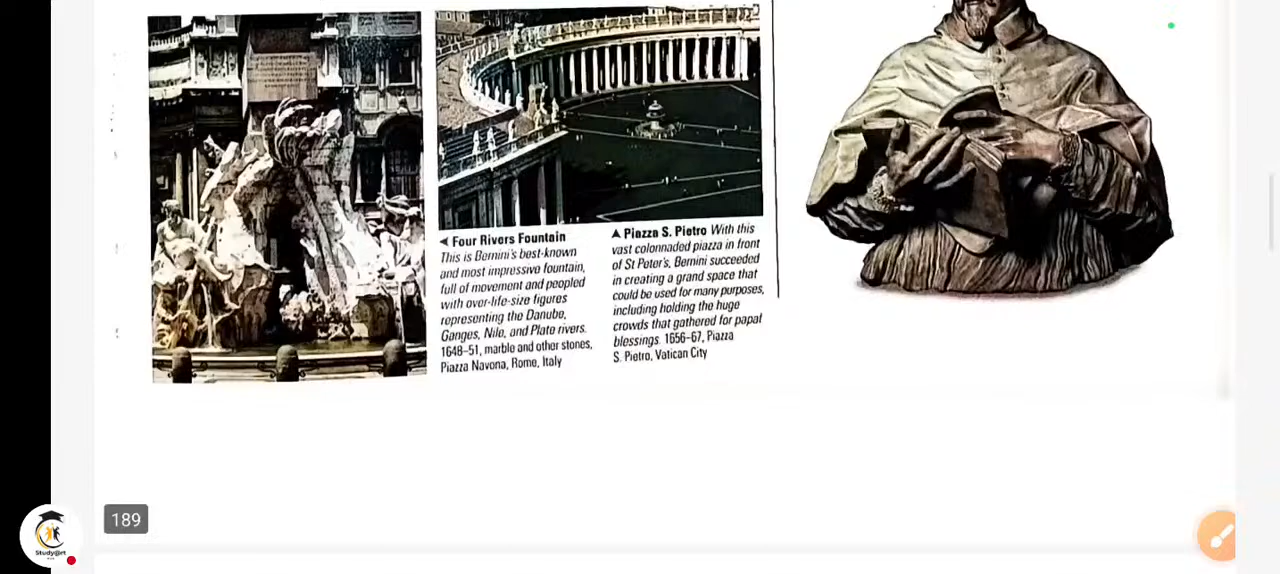 ◄ Four Rivers Fountain
This is Bernini's best-known
and most impressive fountain,
full of movement and peopled
with over-life-size figures
representing the Danube,
Ganges, Nile, and Plate rivers.
1648–51, marble and other stones,
Piazza Navona, Rome, Italy
▲ Piazza S. Pietro With this
vast colonnaded piazza in front
of St Peter's, Bernini succeeded
in creating a grand space that
could be used for many purposes,
including holding the huge
crowds that gathered for papal
blessings. 1656–67, Piazza
S. Pietro, Vatican City
189
Study@rt